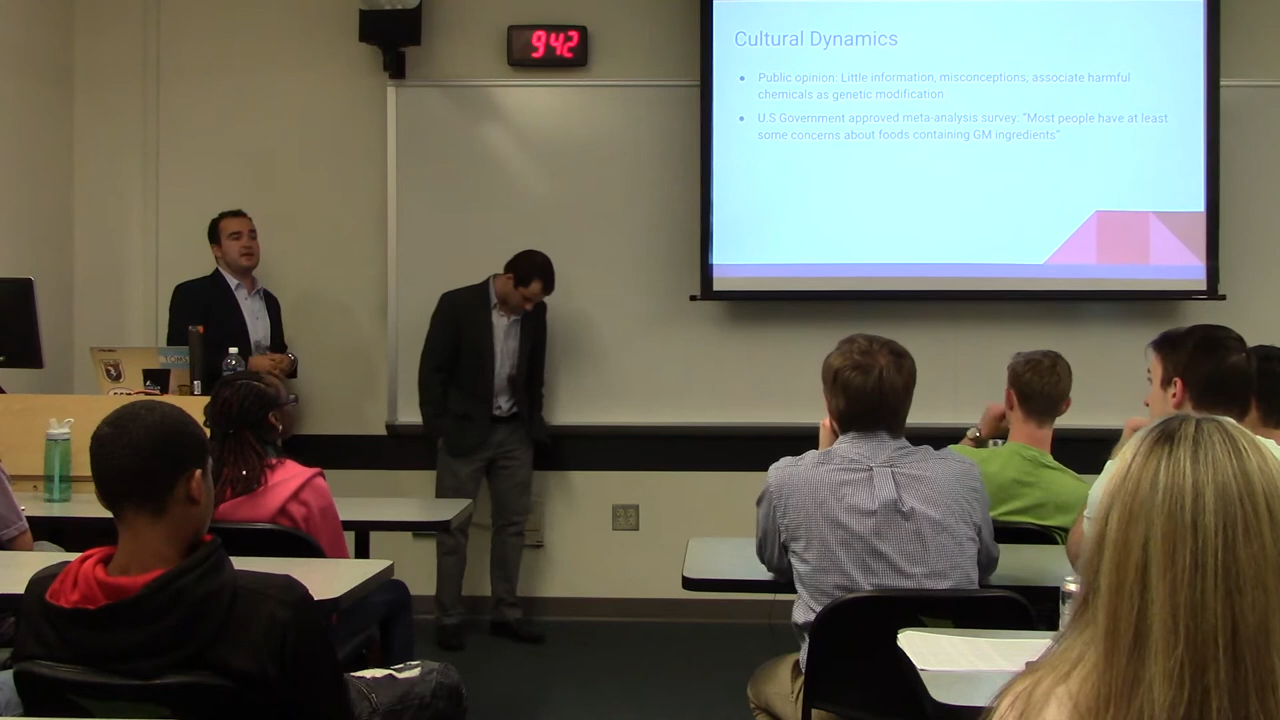 942
Cultural Dynamics
● Public opinion: Little information, misconceptions, associate harmful
chemicals as genetic modification
● U.S Government approved meta-analysis survey: "Most people have at least
some concerns about foods containing GM ingredients"
TOMS